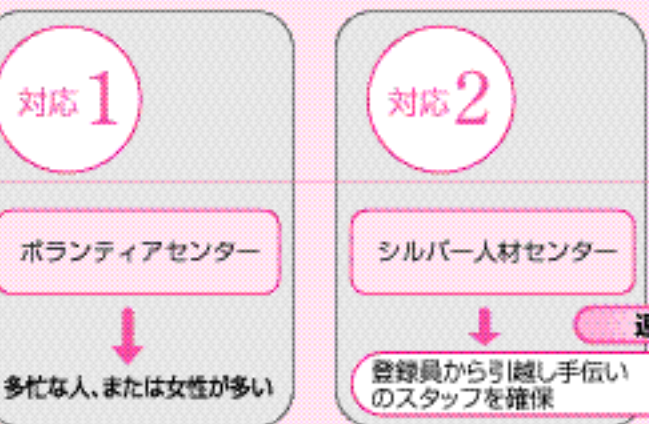 対応1
ボランティアセンター
多忙な人、または女性が多い
対応2
シルバー人材センター
登録員から引越し手伝い
のスタッフを確保